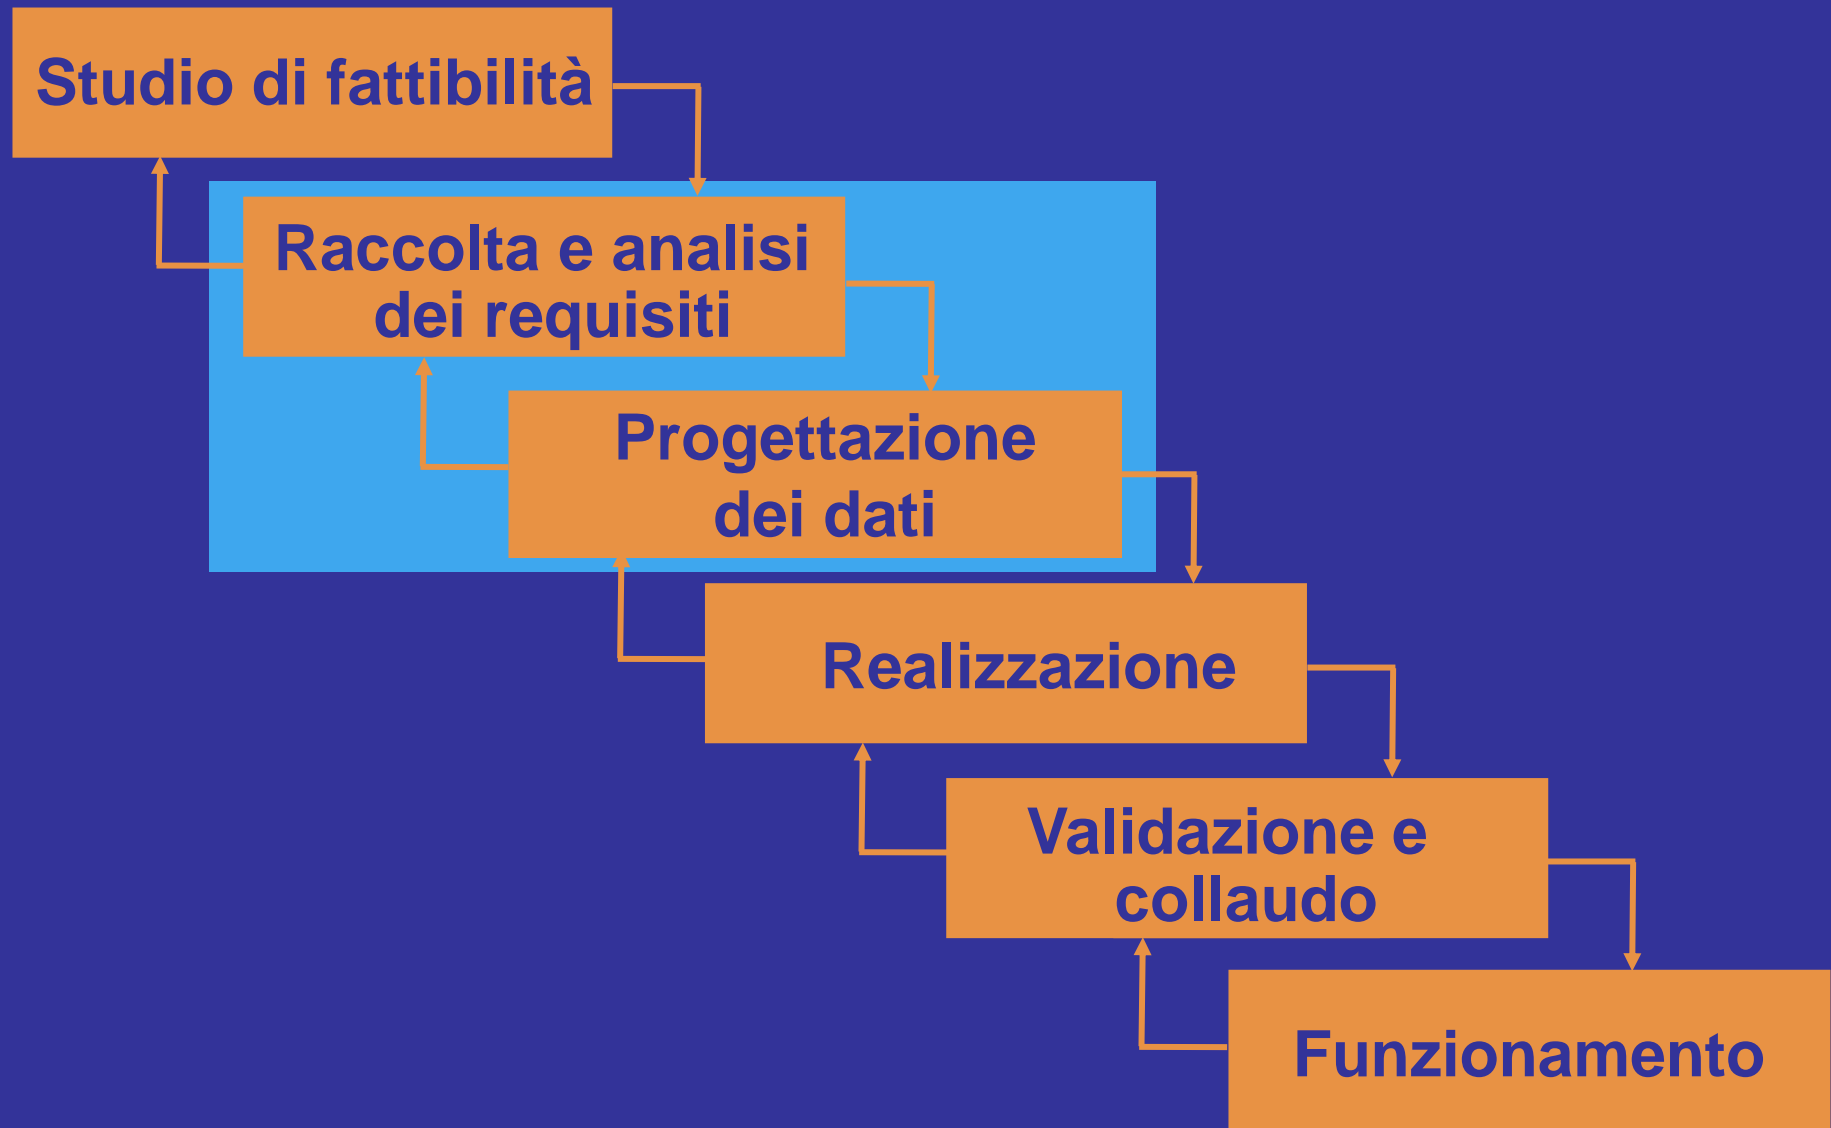 Studio di fattibilità
Raccolta e analisi
dei requisiti
Progettazione
dei dati
Realizzazione
Validazione e
collaudo
Funzionamento